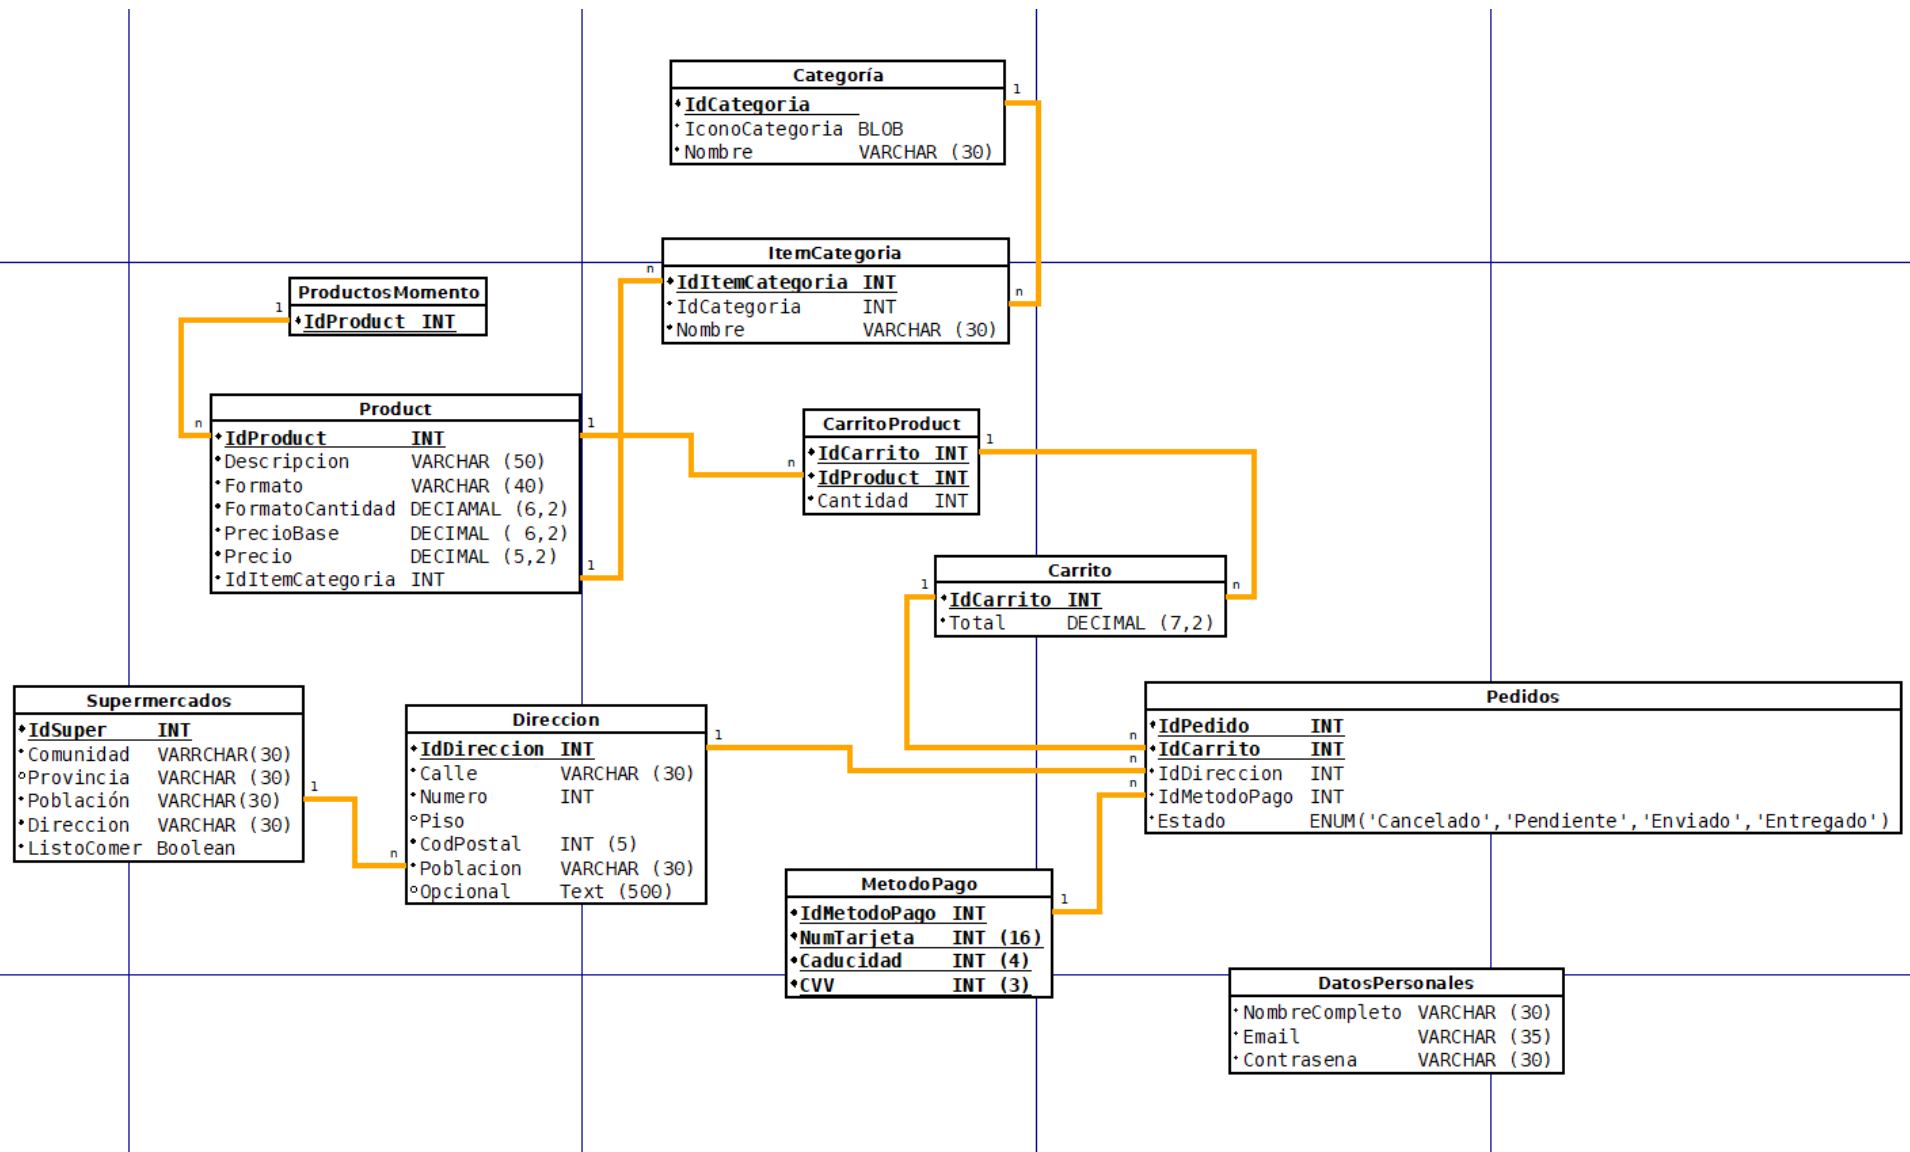 Categoría
1
IdCategoria
IconoCategoria BLOB
Nombre VARCHAR (30)
ItemCategoria
n
IdItemCategoria INT
IdCategoria INT
n
Nombre VARCHAR (30)
ProductosMomento
1
IdProduct INT
Product
n
1
IdProduct INT
Descripcion VARCHAR (50)
Formato VARCHAR (40)
FormatoCantidad DECIAMAL (6,2)
PrecioBase DECIMAL ( 6,2)
Precio DECIMAL (5,2)
1
IdItemCategoria INT
CarritoProduct
1
IdCarrito INT
n
IdProduct INT
Cantidad INT
Carrito
1
n
IdCarrito INT
Total DECIMAL (7,2)
Supermercados
IdSuper INT
Comunidad VARRCHAR(30)
Provincia VARCHAR (30)
1
Población VARCHAR(30)
Direccion VARCHAR (30)
ListoComer Boolean
Direccion
1
IdDireccion INT
Calle VARCHAR (30)
Numero INT
Piso
CodPostal INT (5)
n
Poblacion VARCHAR (30)
Opcional Text (500)
Pedidos
IdPedido INT
n
IdCarrito INT
n
IdDireccion INT
n
IdMetodoPago INT
Estado ENUM('Cancelado','Pendiente','Enviado','Entregado')
MetodoPago
1
IdMetodoPago INT
NumTarjeta INT (16)
Caducidad INT (4)
CVV INT (3)
DatosPersonales
NombreCompleto VARCHAR (30)
Email VARCHAR (35)
Contrasena VARCHAR (30)